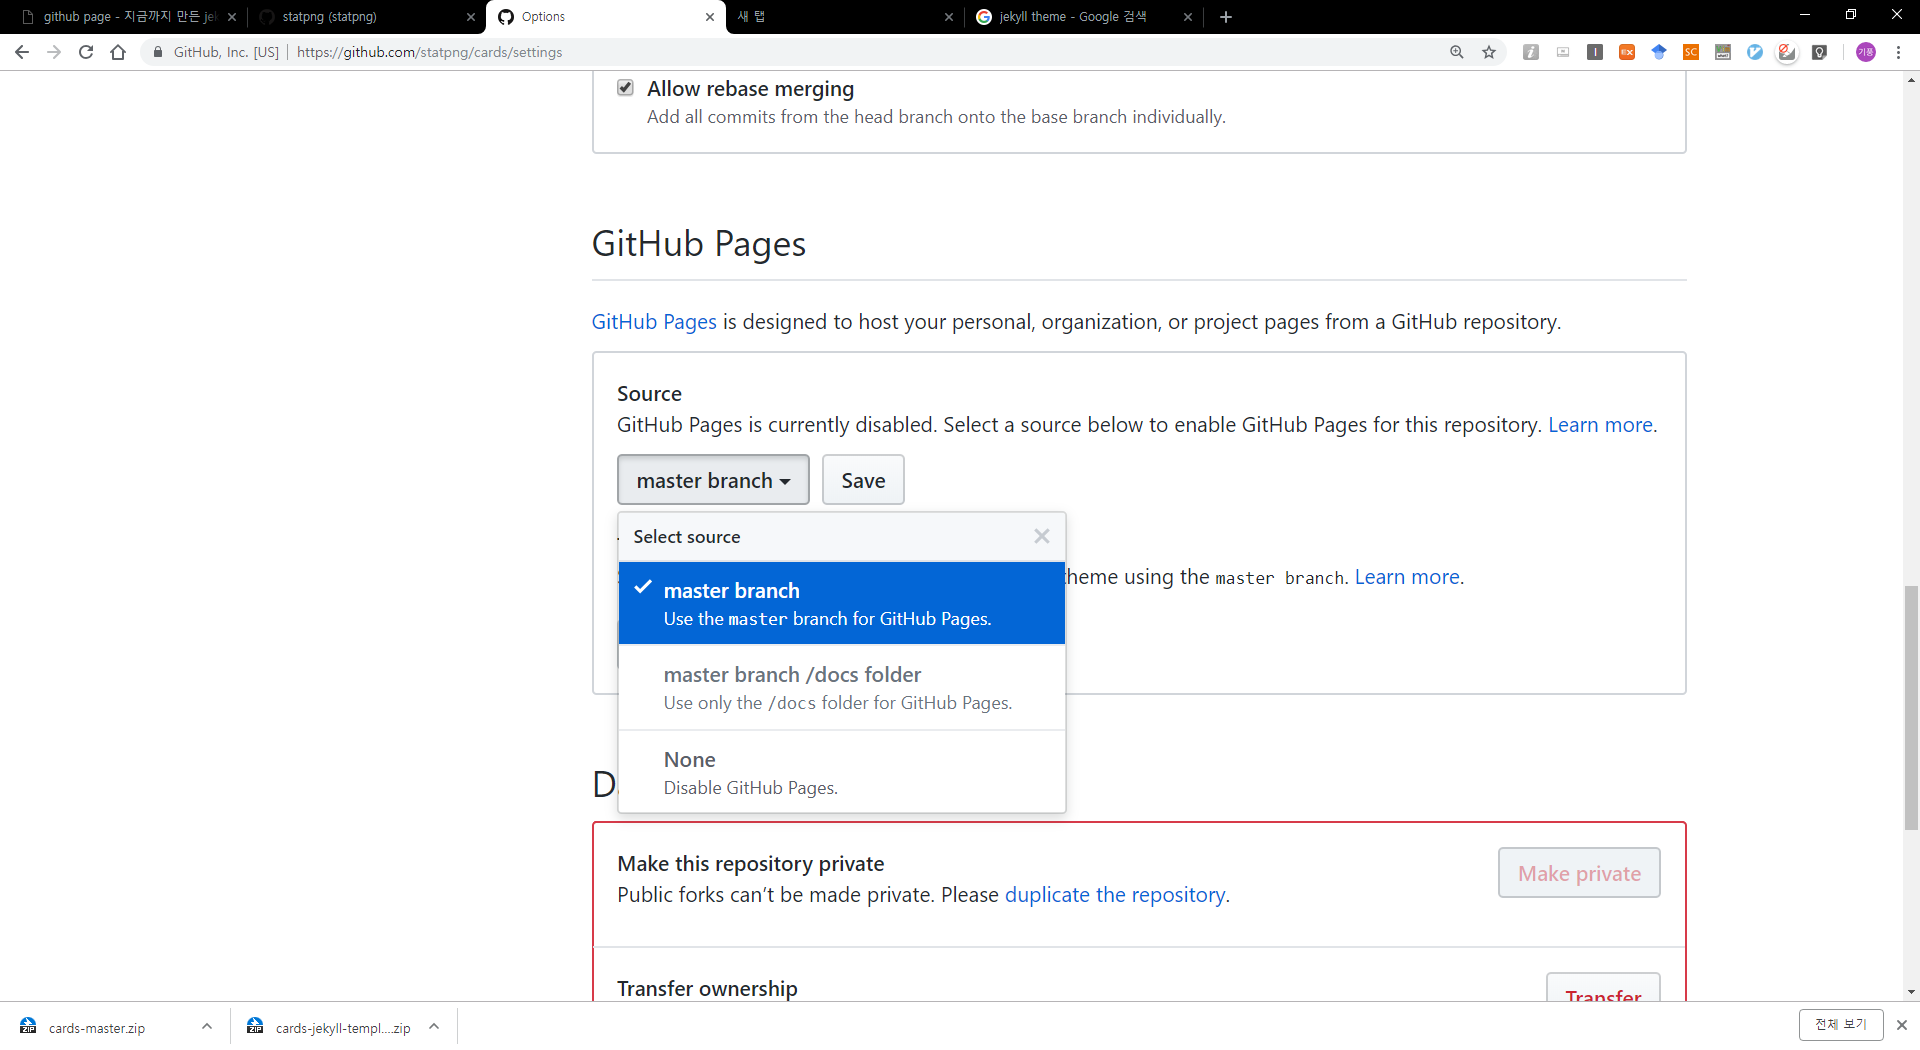 github page - 지금까지 만든 jek
statpng (statpng)
Options
새 탭
jekyll theme - Google 검색
GitHub, Inc. [US]
https://github.com/statpng/cards/settings
SC
기풍
Allow rebase merging
Add all commits from the head branch onto the base branch individually.
GitHub Pages
GitHub Pages is designed to host your personal, organization, or project pages from a GitHub repository.
Source
GitHub Pages is currently disabled. Select a source below to enable GitHub Pages for this repository. Learn more.
master branch
Save
Select source
heme using the master branch. Learn more.
master branch
Use the master branch for GitHub Pages.
master branch /docs folder
Use only the /docs folder for GitHub Pages.
None
Disable GitHub Pages.
D
Make this repository private
Make private
Public forks can’t be made private. Please duplicate the repository.
Transfer ownership
Transfer
cards-master.zip
cards-jekyll-templ....zip
전체 보기